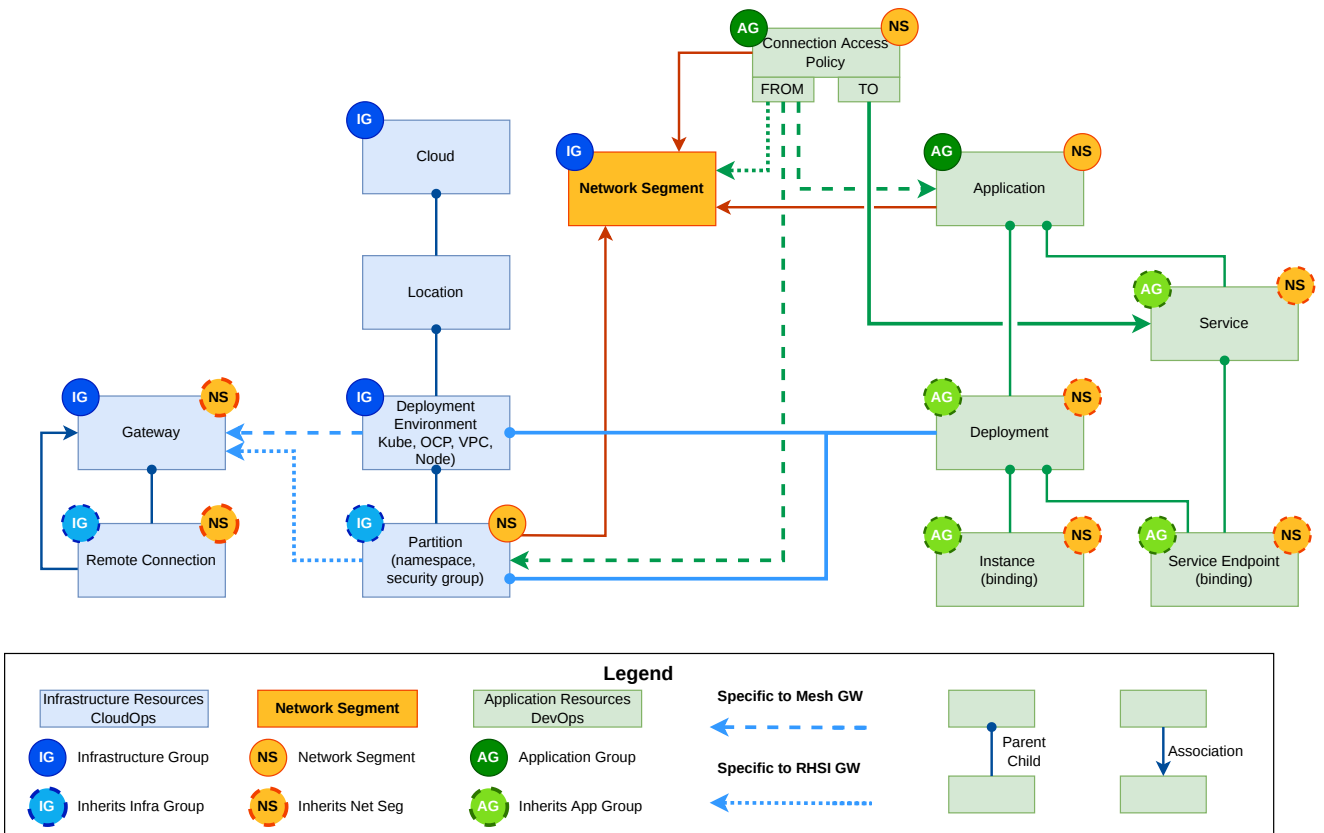 AG
NS
Connection Access
Policy
FROM
TO
IG
Cloud
IG
Network Segment
AG
NS
Application
Location
AG
NS
Service
IG
NS
Gateway
IG
Deployment
Environment
Kube, OCP, VPC,
Node)
AG
NS
Deployment
IG
NS
Remote Connection
IG
NS
Partition
(namespace,
security group)
AG
NS
Instance
(binding)
AG
NS
Service Endpoint
(binding)
Legend
Infrastructure Resources
CloudOps
Network Segment
Application Resources
DevOps
Specific to Mesh GW
IG
Infrastructure Group
NS
Network Segment
AG
Application Group
Parent
Child
Association
Specific to RHSI GW
IG
Inherits Infra Group
NS
Inherits Net Seg
AG
Inherits App Group